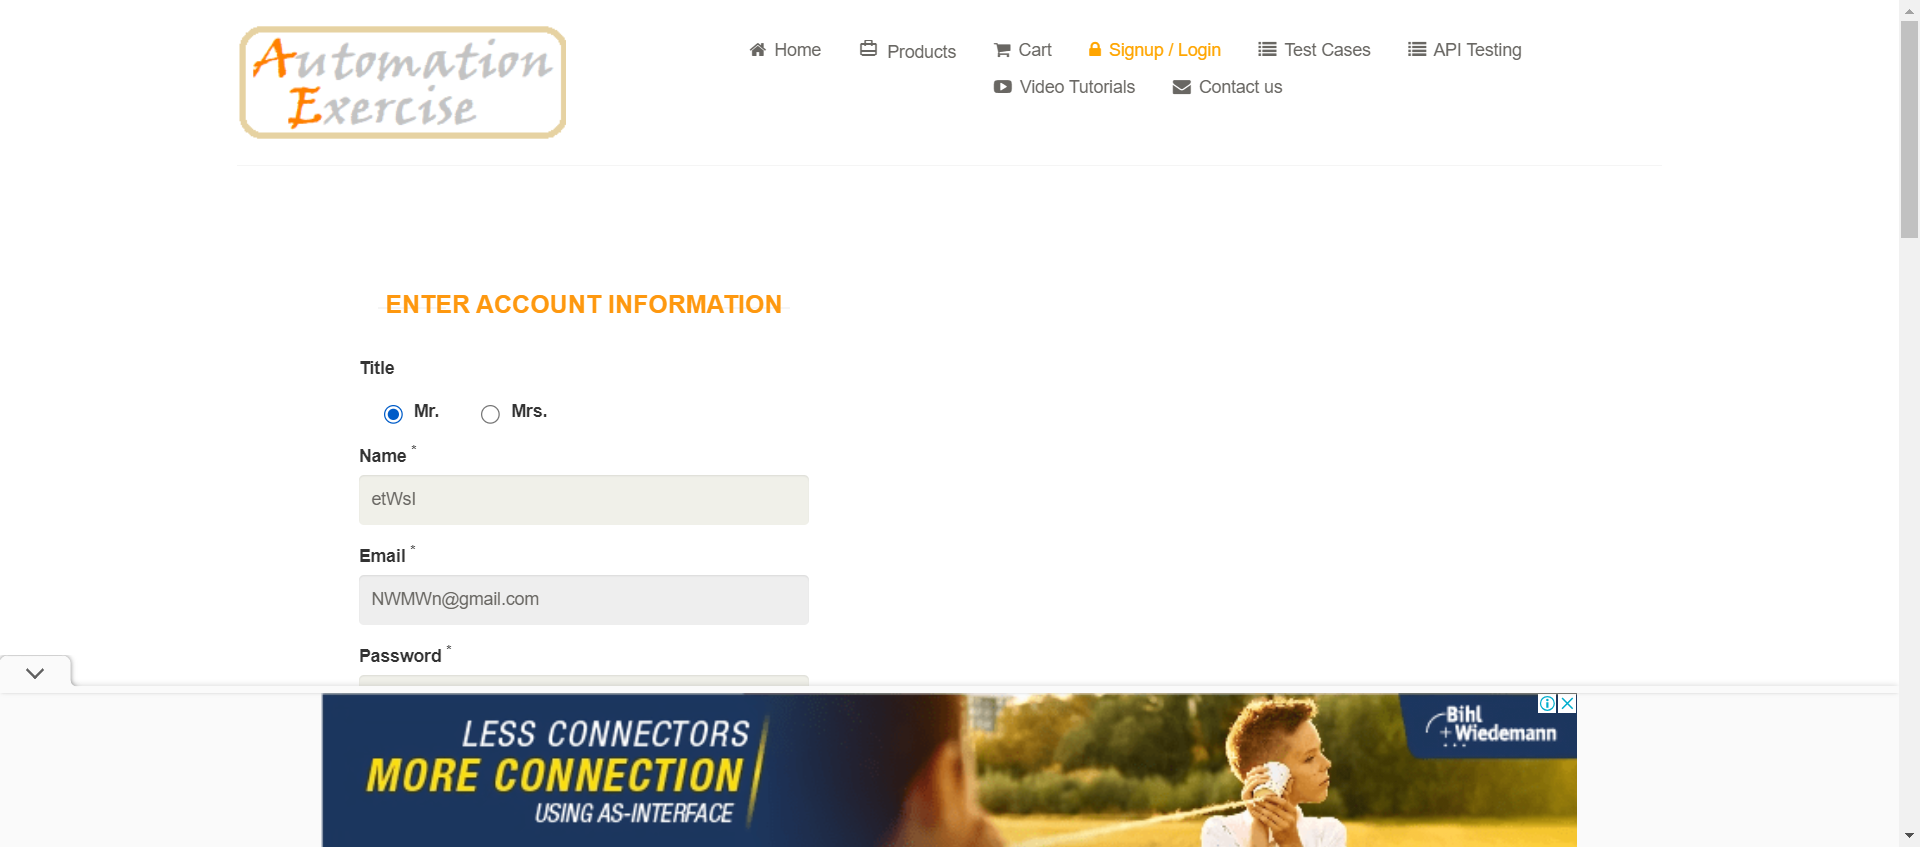 Automation
Exercise
Home
Products
Cart
Signup / Login
Test Cases
API Testing
Video Tutorials
Contact us
ENTER ACCOUNT INFORMATION
Title
Mr.
Mrs.
Name *
etWsI
Email *
NWMWn@gmail.com
Password *
LESS CONNECTORS
MORE CONNECTION
USING AS-INTERFACE
Bihl
+Wiedemann